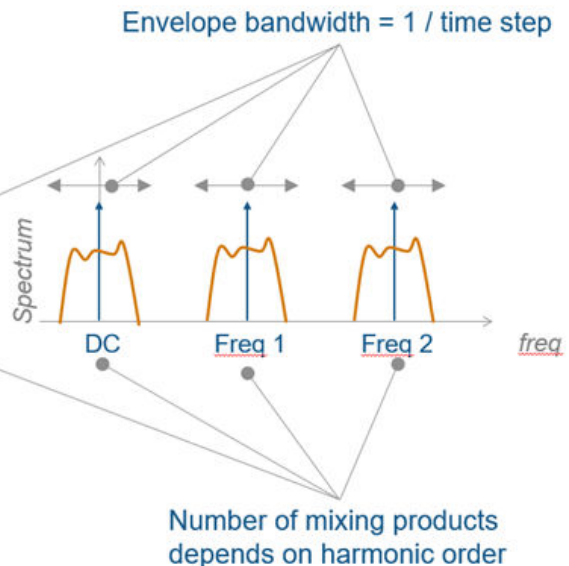 Envelope bandwidth = 1 / time step
Spectrum
DC
Freq 1
Freq 2
freq
Number of mixing products
depends on harmonic order